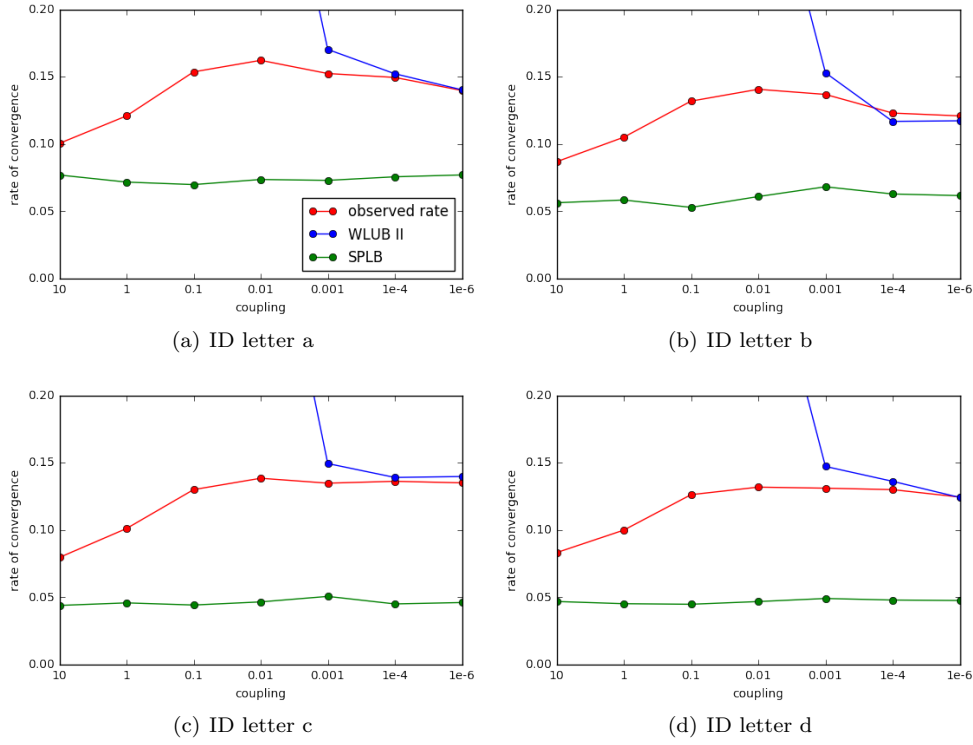 0.20
0.15
0.10
0.05
0.00
rate of convergence
10 1 0.1 0.01 0.001 1e-4 1e-6
coupling
observed rate
WLUB II
SPLB
(a) ID letter a
0.20
0.15
0.10
0.05
0.00
rate of convergence
10 1 0.1 0.01 0.001 1e-4 1e-6
coupling
(b) ID letter b
0.20
0.15
0.10
0.05
0.00
rate of convergence
10 1 0.1 0.01 0.001 1e-4 1e-6
coupling
(c) ID letter c
0.20
0.15
0.10
0.05
0.00
rate of convergence
10 1 0.1 0.01 0.001 1e-4 1e-6
coupling
(d) ID letter d